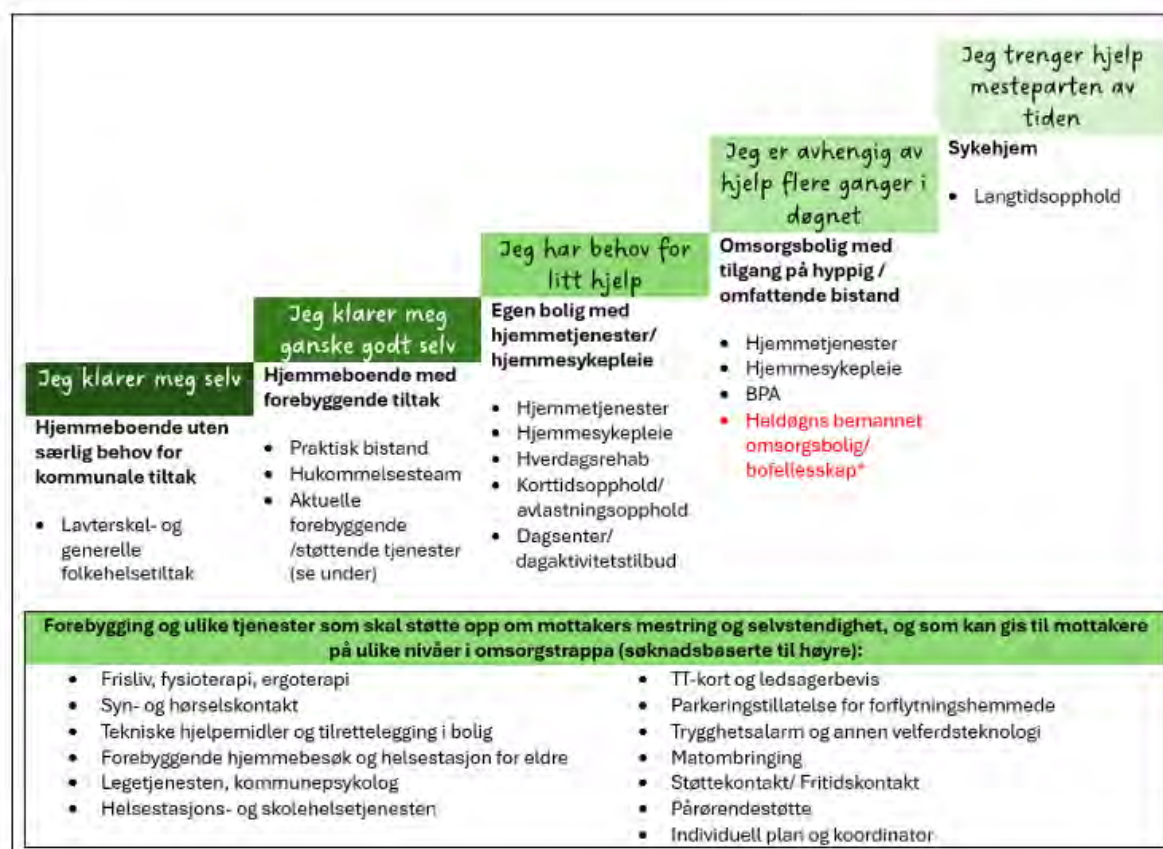 Jeg klarer meg selv
Hjemmeboende uten
særlig behov for
kommunale tiltak
• Lavterskel- og
generelle
folkehelsetiltak
Jeg klarer meg
ganske godt selv
Hjemmeboende med
forebyggende tiltak
• Praktisk bistand
• Hukommelsesteam
• Aktuelle
forebyggende
/støttende tjenester
(se under)
Jeg har behov for
litt hjelp
Egen bolig med
hjemmetjenester/
hjemmesykepleie
• Hjemmetjenester
• Hjemmesykepleie
• Hverdagsrehab
• Korttidsopphold/
avlastningsopphold
• Dagsenter/
dagaktivitetstilbud
Jeg er avhengig av
hjelp flere ganger i
døgnet
Omsorgsbolig med
tilgang på hyppig /
omfattende bistand
• Hjemmetjenester
• Hjemmesykepleie
• BPA
• Heldøgns bemannet
omsorgsbolig/
bofellesskap*
Jeg trenger hjelp
mesteparten av
tiden
Sykehjem
• Langtidsopphold
Forebygging og ulike tjenester som skal støtte opp om mottakers mestring og selvstendighet, og som kan gis til mottakere
på ulike nivåer i omsorgstrappa (søknadsbaserte til høyre):
• Frisliv, fysioterapi, ergoterapi
• Syn- og hørselskontakt
• Tekniske hjelpemidler og tilrettelegging i bolig
• Forebyggende hjemmebesøk og helsestasjon for eldre
• Legetjenesten, kommunepsykolog
• Helsestasjons- og skolehelsetjenesten
• TT-kort og ledsagerbevis
• Parkeringstillatelse for forflytningshemmede
• Trygghetsalarm og annen velferdsteknologi
• Matombringing
• Støttekontakt/ Fritidskontakt
• Pårørendestøtte
• Individuell plan og koordinator